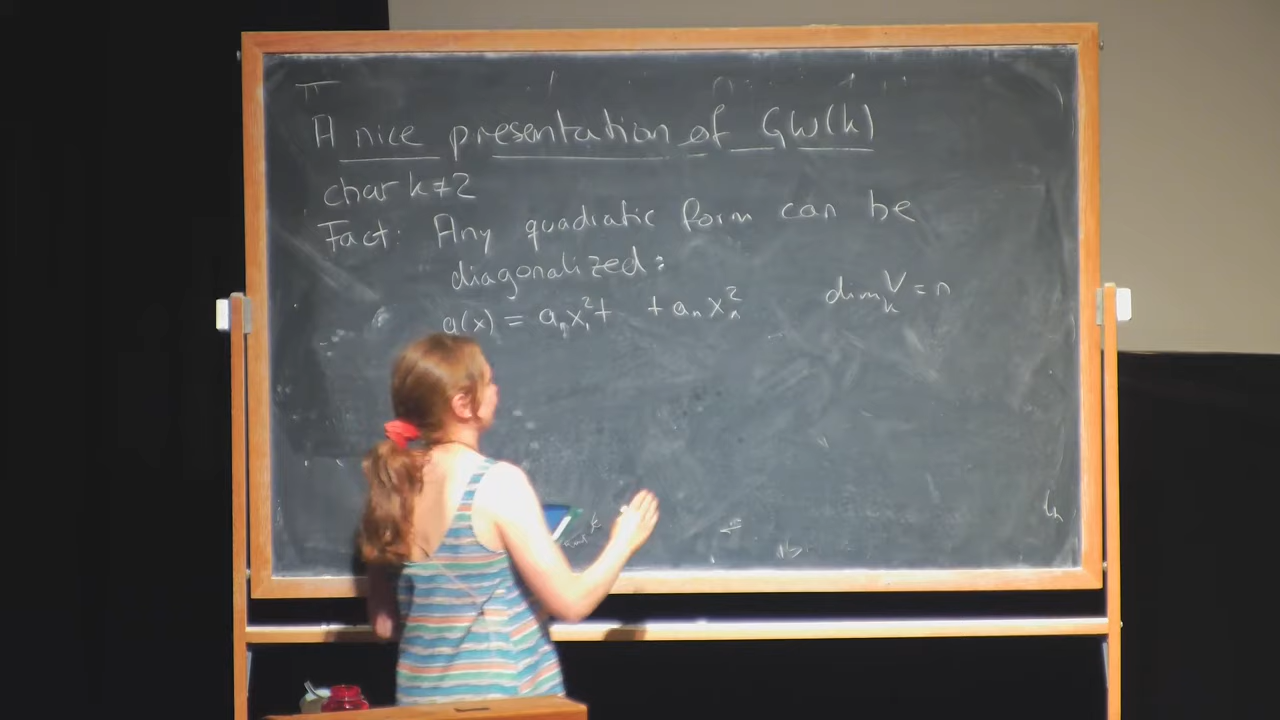 A nice presentation of GW(k)
char k ≠ 2
Fact: Any quadratic form can be
diagonalized:
q(x) = a₁x₁² + + aₙxₙ² dimₖV = n